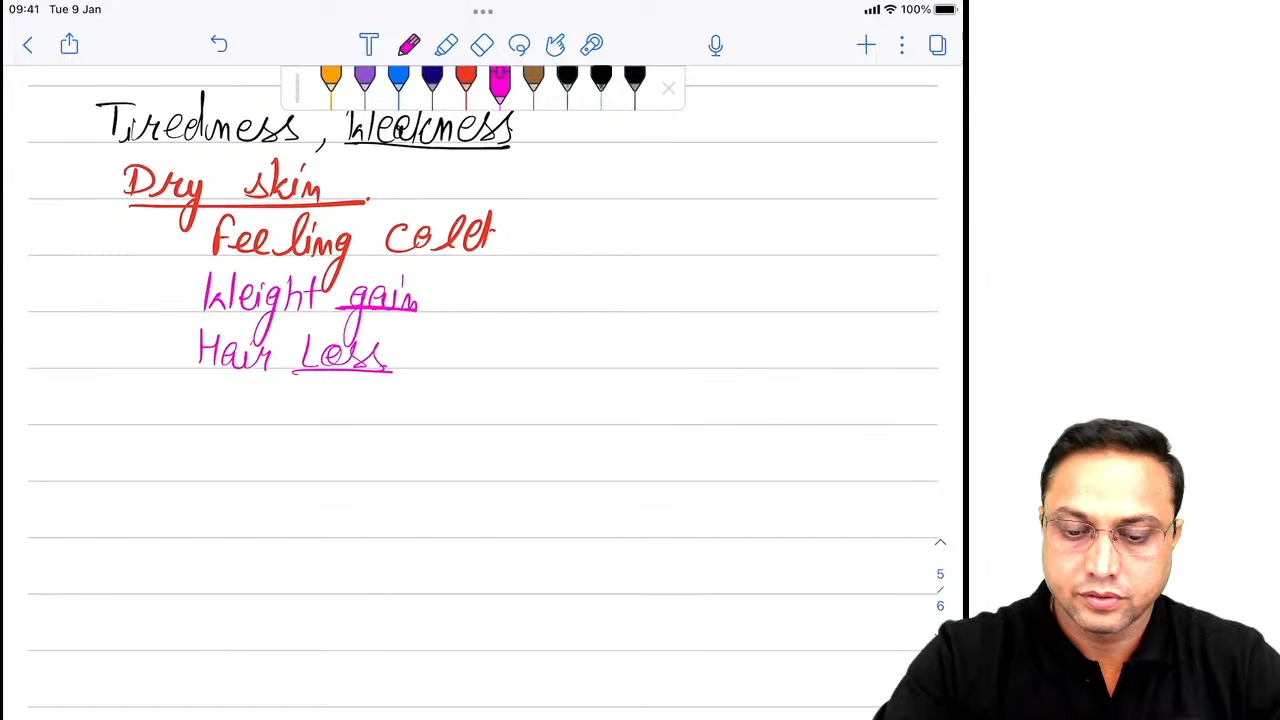 09:41 Tue 9 Jan
100%
Tiredness, Weakness
Dry skin.
Feeling cold
Weight gain
Hair Loss
5
6